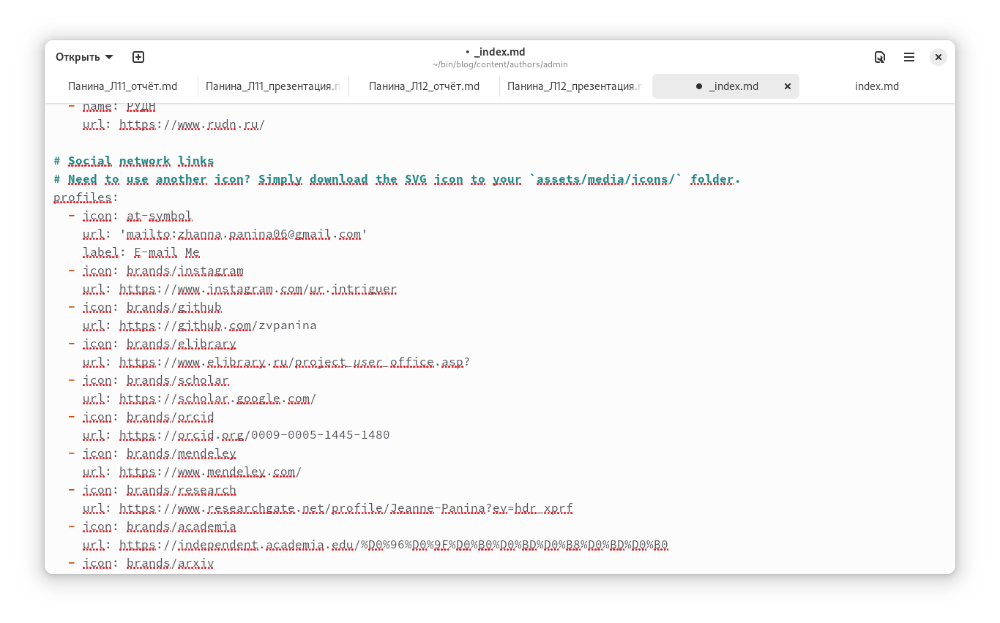 Открыть
• _index.md
~/bin/blog/content/authors/admin
Панина_Л11_отчёт.md
Панина_Л11_презентация.m
Панина_Л12_отчёт.md
Панина_Л12_презентация.m
● _index.md
index.md
- name: РУДН
url: https://www.rudn.ru/
# Social network links
# Need to use another icon? Simply download the SVG icon to your `assets/media/icons/` folder.
profiles:
- icon: at-symbol
url: 'mailto:zhanna.panina06@gmail.com'
label: E-mail Me
- icon: brands/instagram
url: https://www.instagram.com/ur.intriguer
- icon: brands/github
url: https://github.com/zvpanina
- icon: brands/elibrary
url: https://www.elibrary.ru/project_user_office.asp?
- icon: brands/scholar
url: https://scholar.google.com/
- icon: brands/orcid
url: https://orcid.org/0009-0005-1445-1480
- icon: brands/mendeley
url: https://www.mendeley.com/
- icon: brands/research
url: https://www.researchgate.net/profile/Jeanne-Panina?ev=hdr_xprf
- icon: brands/academia
url: https://independent.academia.edu/%D0%96%D0%9F%D0%B0%D0%BD%D0%B8%D0%BD%D0%B0
- icon: brands/arxiv